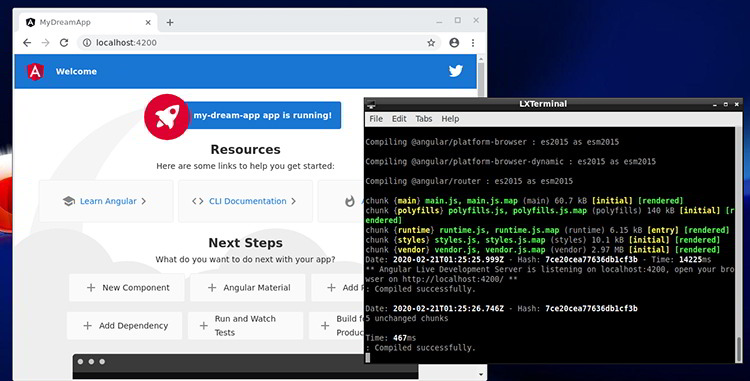 MyDreamApp
localhost:4200
Welcome
my-dream-app app is running!
Resources
Here are some links to help you get started:
Learn Angular
CLI Documentation
A
Next Steps
What do you want to do next with your app?
New Component
Angular Material
Add P
Add Dependency
Run and Watch
Tests
Build fo
Produc
LXTerminal
File Edit Tabs Help
Compiling @angular/platform-browser : es2015 as esm2015
Compiling @angular/platform-browser-dynamic : es2015 as esm2015
Compiling @angular/router : es2015 as esm2015
chunk {main} main.js, main.js.map (main) 60.7 kB [initial] [rendered]
chunk {polyfills} polyfills.js, polyfills.js.map (polyfills) 140 kB [initial] [r
endered]
chunk {runtime} runtime.js, runtime.js.map (runtime) 6.15 kB [entry] [rendered]
chunk {styles} styles.js, styles.js.map (styles) 10.1 kB [initial] [rendered]
chunk {vendor} vendor.js, vendor.js.map (vendor) 2.97 MB [initial] [rendered]
Date: 2020-02-21T01:25:25.999Z - Hash: 7ce20cea77636db1cf3b - Time: 14225ms
** Angular Live Development Server is listening on localhost:4200, open your bro
wser on http://localhost:4200/ **
: Compiled successfully.
Date: 2020-02-21T01:25:26.746Z - Hash: 7ce20cea77636db1cf3b
5 unchanged chunks
Time: 467ms
: Compiled successfully.